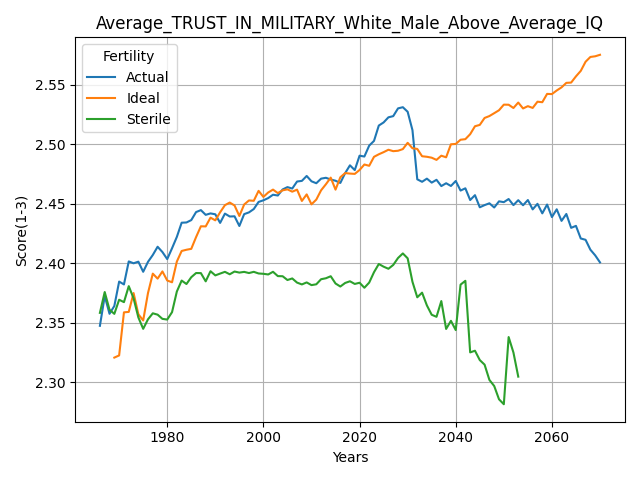 Average_TRUST_IN_MILITARY_White_Male_Above_Average_IQ
Fertility
Actual
Ideal
Sterile
Score(1-3)
2.55
2.50
2.45
2.40
2.35
2.30
1980
2000
2020
2040
2060
Years